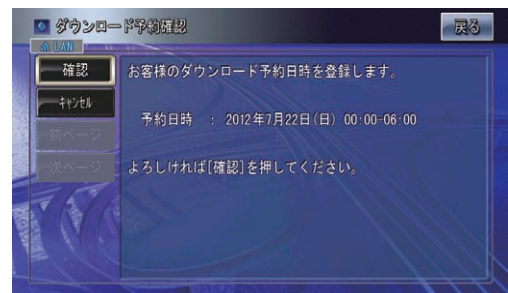 ダウンロード予約確認
戻る
LAN
確認
お客様のダウンロード予約日時を登録します。
キャンセル
予約日時 : 2012年7月22日(日) 00:00-06:00
前ページ
次ページ
よろしければ[確認]を押してください。